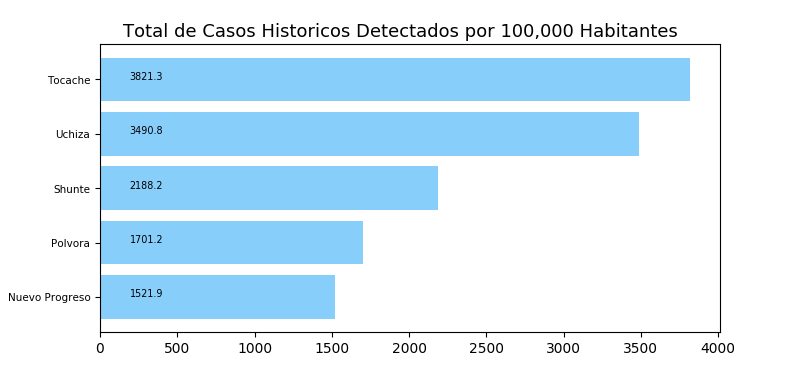 Total de Casos Historicos Detectados por 100,000 Habitantes
Tocache 3821.3
Uchiza 3490.8
Shunte 2188.2
Polvora 1701.2
Nuevo Progreso 1521.9
0 500 1000 1500 2000 2500 3000 3500 4000